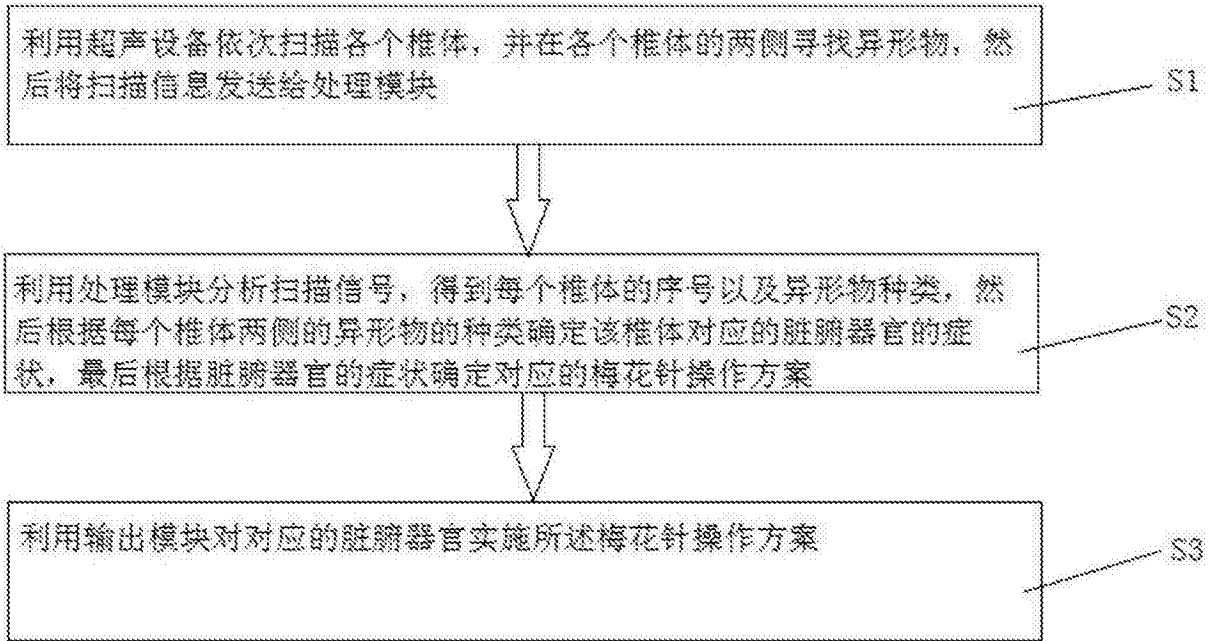 利用超声设备依次扫描各个椎体，并在各个椎体的两侧寻找异形物，然
后将扫描信息发送给处理模块
S1
利用处理模块分析扫描信号，得到每个椎体的序号以及异形物种类，然
后根据每个椎体两侧的异形物的种类确定该椎体对应的脏腑器官的症
状，最后根据脏腑器官的症状确定对应的梅花针操作方案
S2
利用输出模块对对应的脏腑器官实施所述梅花针操作方案
S3